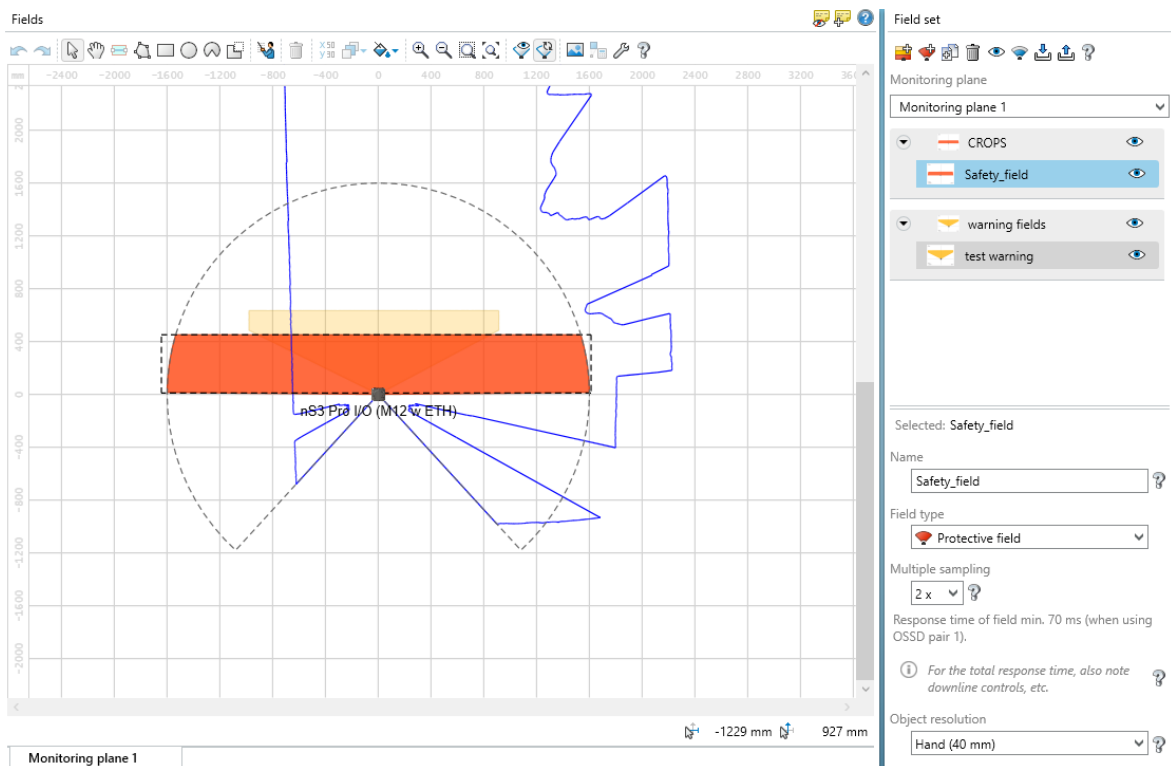 Fields
Field set
X 50
Y 90
mm
-2400 -2000 -1600 -1200 -800 -400 0 400 800 1200 1600 2000 2400 2800 3200
2000
1600
1200
800
400
0
-400
-800
-1200
-1600
-2000
nS3 Pro I/O (M12 w ETH)
-1229 mm 927 mm
Monitoring plane 1
Monitoring plane
Monitoring plane 1
CROPS
Safety_field
warning fields
test warning
Selected: Safety_field
Name
Safety_field
Field type
Protective field
Multiple sampling
2 x
Response time of field min. 70 ms (when using
OSSD pair 1).
For the total response time, also note
downline controls, etc.
Object resolution
Hand (40 mm)